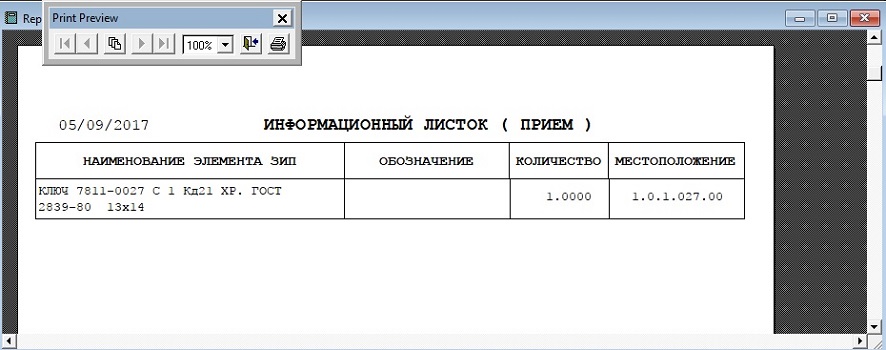 Rep
Print Preview
100%
05/09/2017 ИНФОРМАЦИОННЫЙ ЛИСТОК ( ПРИЕМ )
НАИМЕНОВАНИЕ ЭЛЕМЕНТА ЗИП ОБОЗНАЧЕНИЕ КОЛИЧЕСТВО МЕСТОПОЛОЖЕНИЕ
КЛЮЧ 7811-0027 С 1 Кд21 ХР. ГОСТ
2839-80 13х14 1.0000 1.0.1.027.00